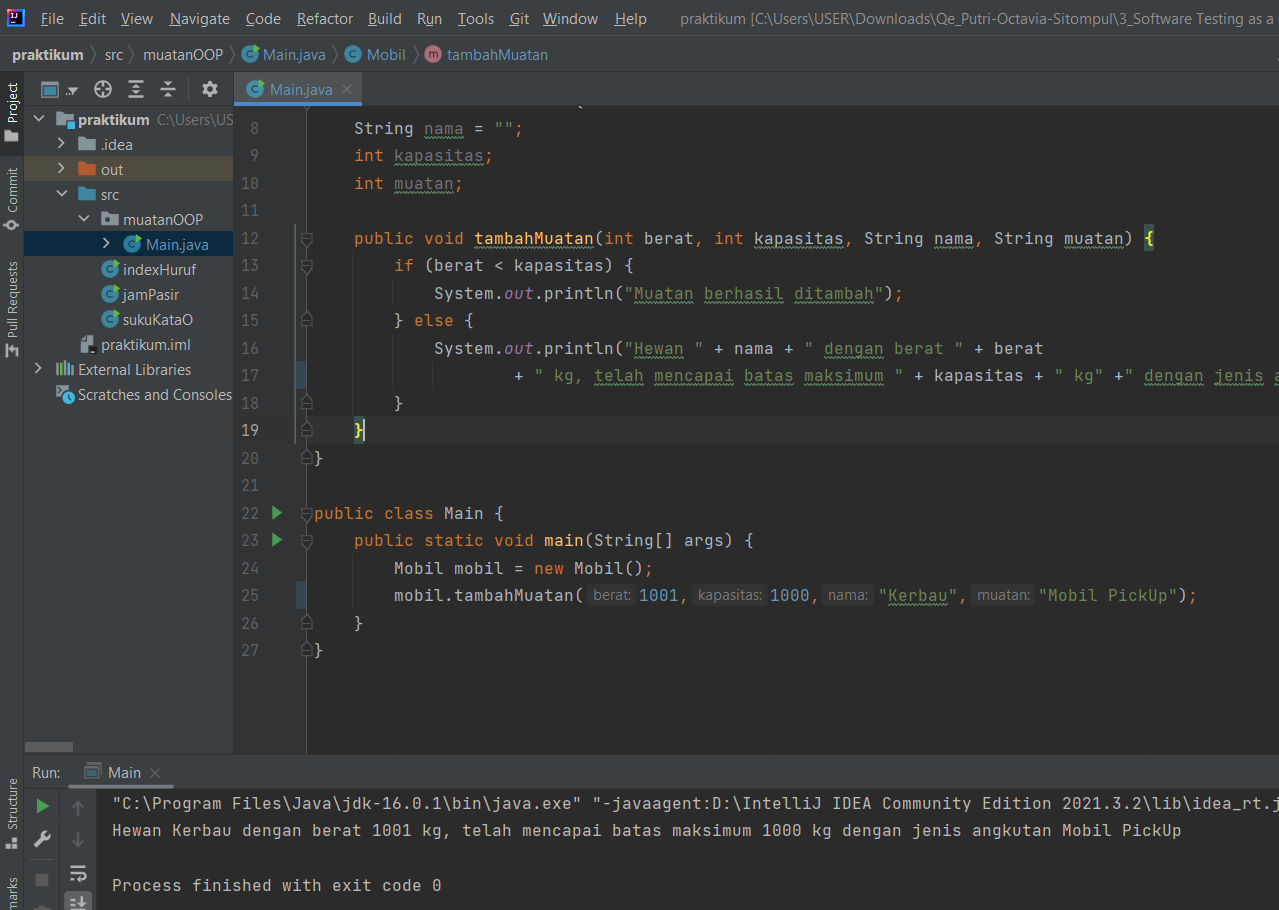 File Edit View Navigate Code Refactor Build Run Tools Git Window Help praktikum [C:\Users\USER\Downloads\Qe_Putri-Octavia-Sitompul\3_Software Testing as a
praktikum src muatanOOP Main.java Mobil tambahMuatan
Project
Commit
Pull Requests
Structure
praktikum C:\Users\US
.idea
out
src
muatanOOP
Main.java
indexHuruf
jamPasir
sukuKataO
praktikum.iml
External Libraries
Scratches and Consoles
Main.java
8 String nama = "";
9 int kapasitas;
10 int muatan;
11
12 public void tambahMuatan(int berat, int kapasitas, String nama, String muatan) {
13 if (berat < kapasitas) {
14 System.out.println("Muatan berhasil ditambah");
15 } else {
16 System.out.println("Hewan " + nama + " dengan berat " + berat
17 + " kg, telah mencapai batas maksimum " + kapasitas + " kg" +" dengan jenis a
18 }
19 }
20 }
21
22 public class Main {
23 public static void main(String[] args) {
24 Mobil mobil = new Mobil();
25 mobil.tambahMuatan( berat: 1001, kapasitas: 1000, nama: "Kerbau", muatan: "Mobil PickUp");
26 }
27 }
Run: Main
"C:\Program Files\Java\jdk-16.0.1\bin\java.exe" "-javaagent:D:\IntelliJ IDEA Community Edition 2021.3.2\lib\idea_rt.j
Hewan Kerbau dengan berat 1001 kg, telah mencapai batas maksimum 1000 kg dengan jenis angkutan Mobil PickUp
Process finished with exit code 0